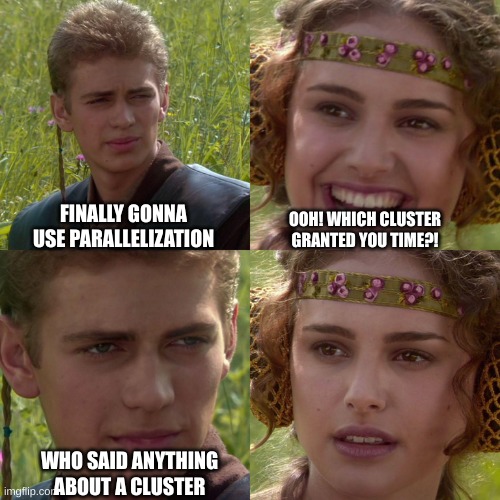 FINALLY GONNA
USE PARALLELIZATION
OOH! WHICH CLUSTER
GRANTED YOU TIME?!
WHO SAID ANYTHING
ABOUT A CLUSTER
imgflip.com